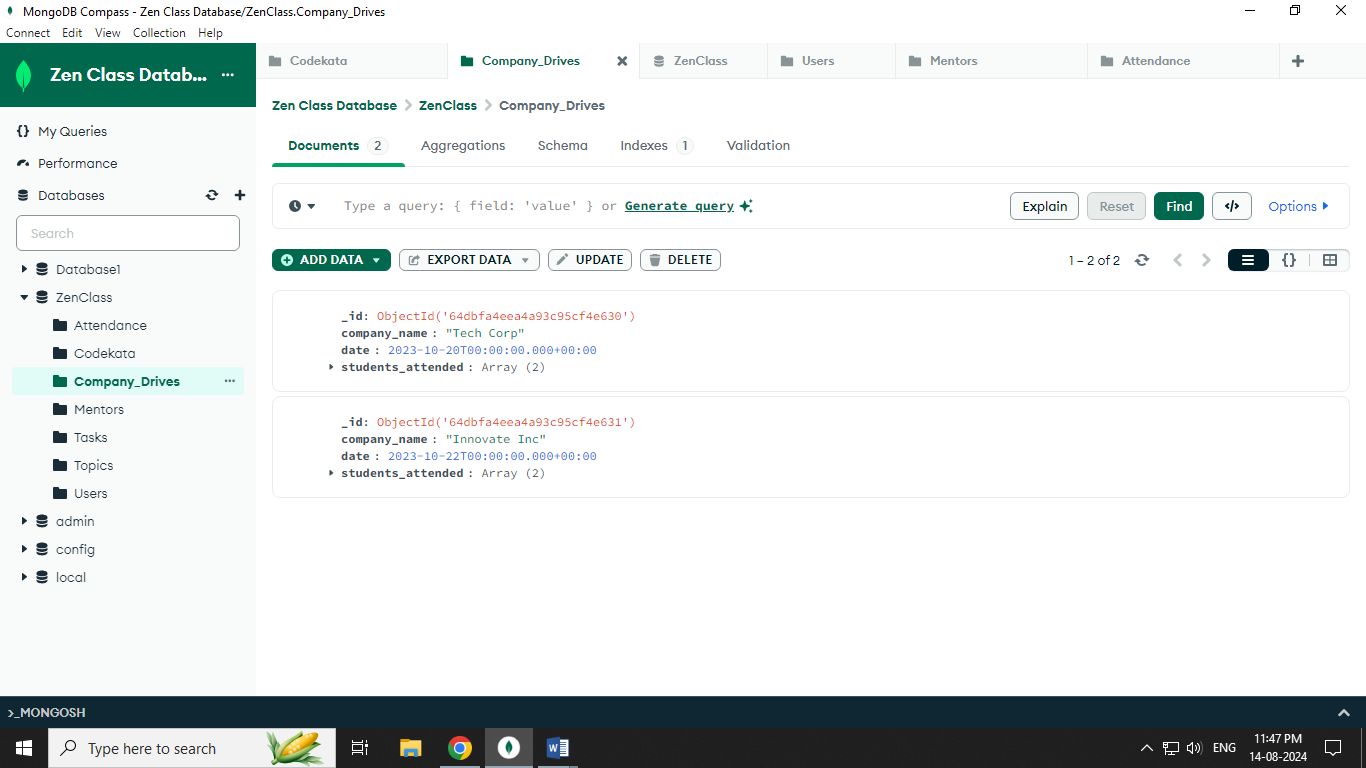 MongoDB Compass - Zen Class Database/ZenClass.Company_Drives
Connect Edit View Collection Help
Zen Class Datab... ...
My Queries
Performance
Databases
Search
Database1
ZenClass
Attendance
Codekata
Company_Drives ...
Mentors
Tasks
Topics
Users
admin
config
local
Codekata Company_Drives ZenClass Users Mentors Attendance
Zen Class Database > ZenClass > Company_Drives
Documents 2 Aggregations Schema Indexes 1 Validation
Type a query: { field: 'value' } or Generate query Explain Reset Find </> Options
ADD DATA EXPORT DATA UPDATE DELETE 1 – 2 of 2 {}
_id: ObjectId('64dbfa4eea4a93c95cf4e630')
company_name : "Tech Corp"
date : 2023-10-20T00:00:00.000+00:00
students_attended : Array (2)
_id: ObjectId('64dbfa4eea4a93c95cf4e631')
company_name : "Innovate Inc"
date : 2023-10-22T00:00:00.000+00:00
students_attended : Array (2)
>_MONGOSH
Type here to search
ENG
11:47 PM
14-08-2024